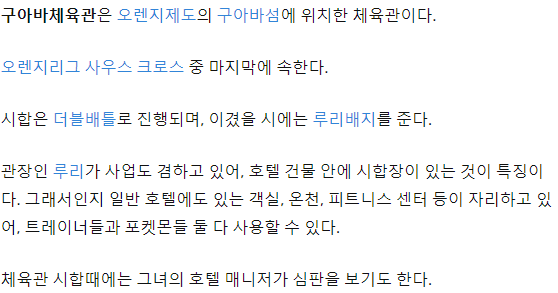 구아바체육관은 오렌지제도의 구아바섬에 위치한 체육관이다.
오렌지리그 사우스 크로스 중 마지막에 속한다.
시합은 더블배틀로 진행되며, 이겼을 시에는 루리배지를 준다.
관장인 루리가 사업도 겸하고 있어, 호텔 건물 안에 시합장이 있는 것이 특징이
다. 그래서인지 일반 호텔에도 있는 객실, 온천, 피트니스 센터 등이 자리하고 있
어, 트레이너들과 포켓몬들 둘 다 사용할 수 있다.
체육관 시합때에는 그녀의 호텔 매니저가 심판을 보기도 한다.